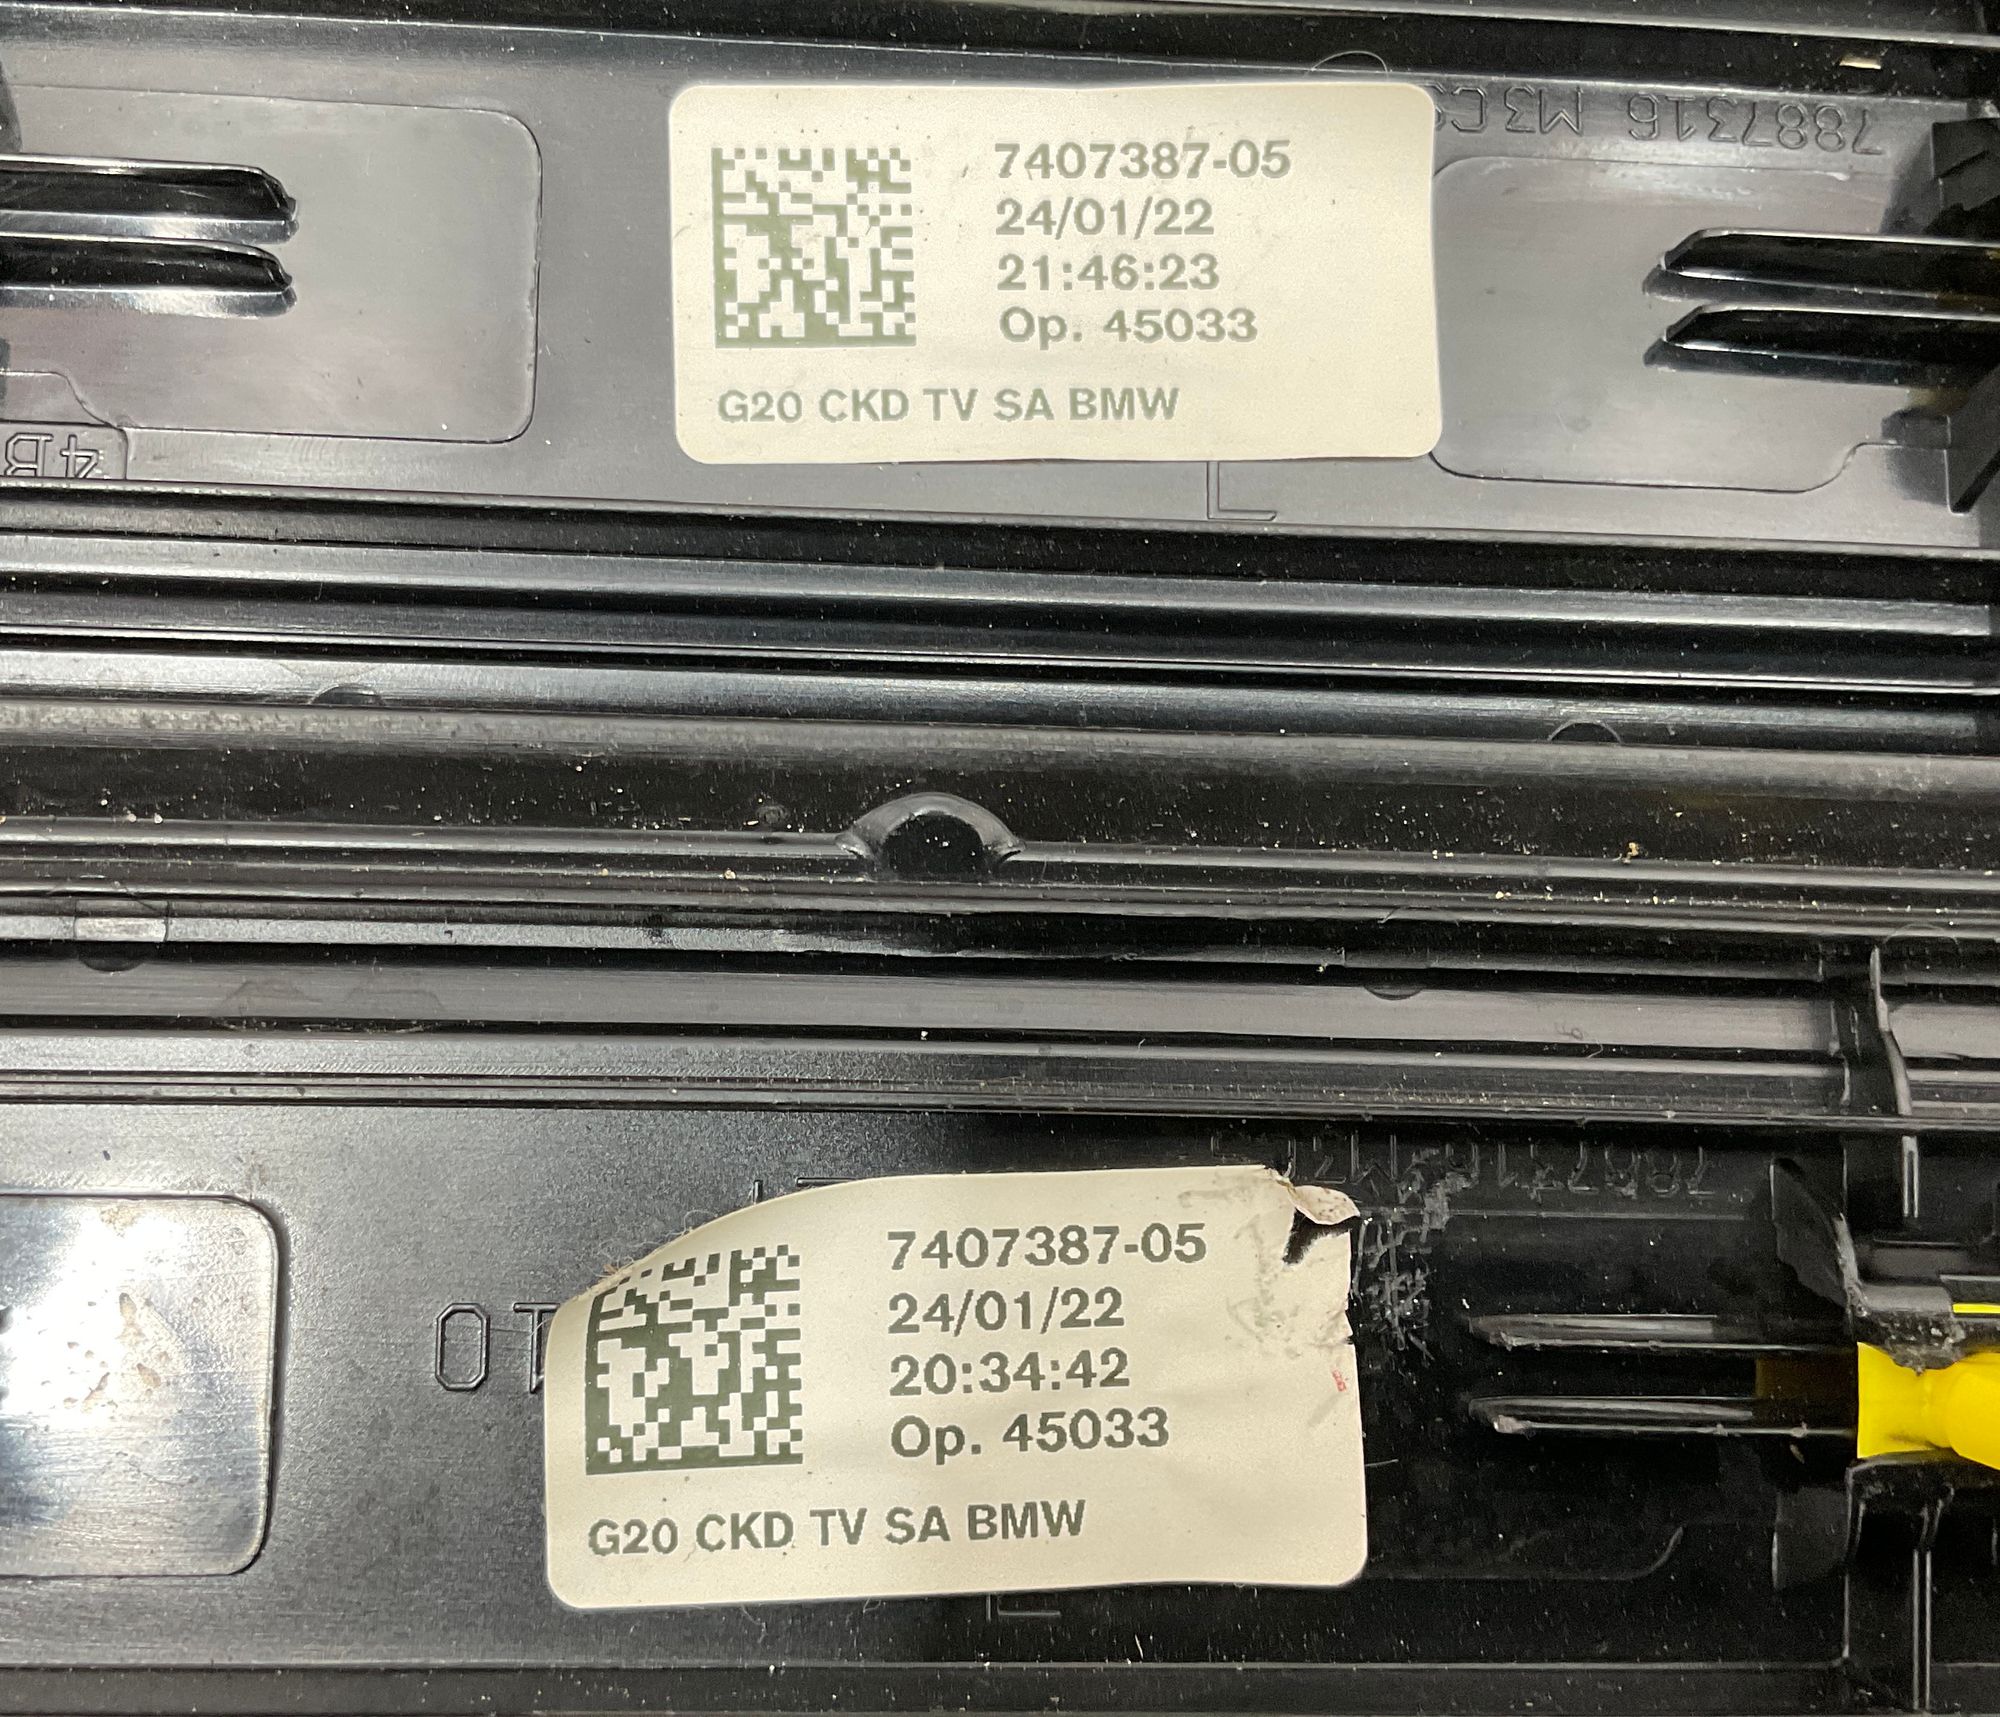 7887316 M3 CS
7407387-05
24/01/22
21:46:23
Op. 45033
G20 CKD TV SA BMW
4B
L
7407387-05
24/01/22
20:34:42
Op. 45033
G20 CKD TV SA BMW